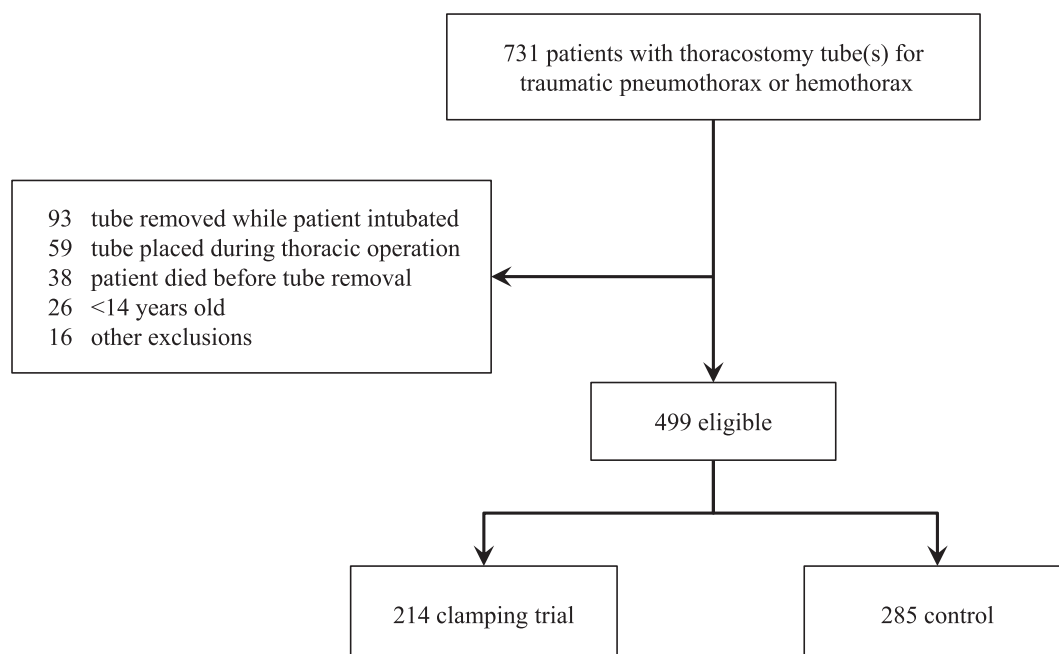 731 patients with thoracostomy tube(s) for
traumatic pneumothorax or hemothorax
93 tube removed while patient intubated
59 tube placed during thoracic operation
38 patient died before tube removal
26 <14 years old
16 other exclusions
499 eligible
214 clamping trial
285 control